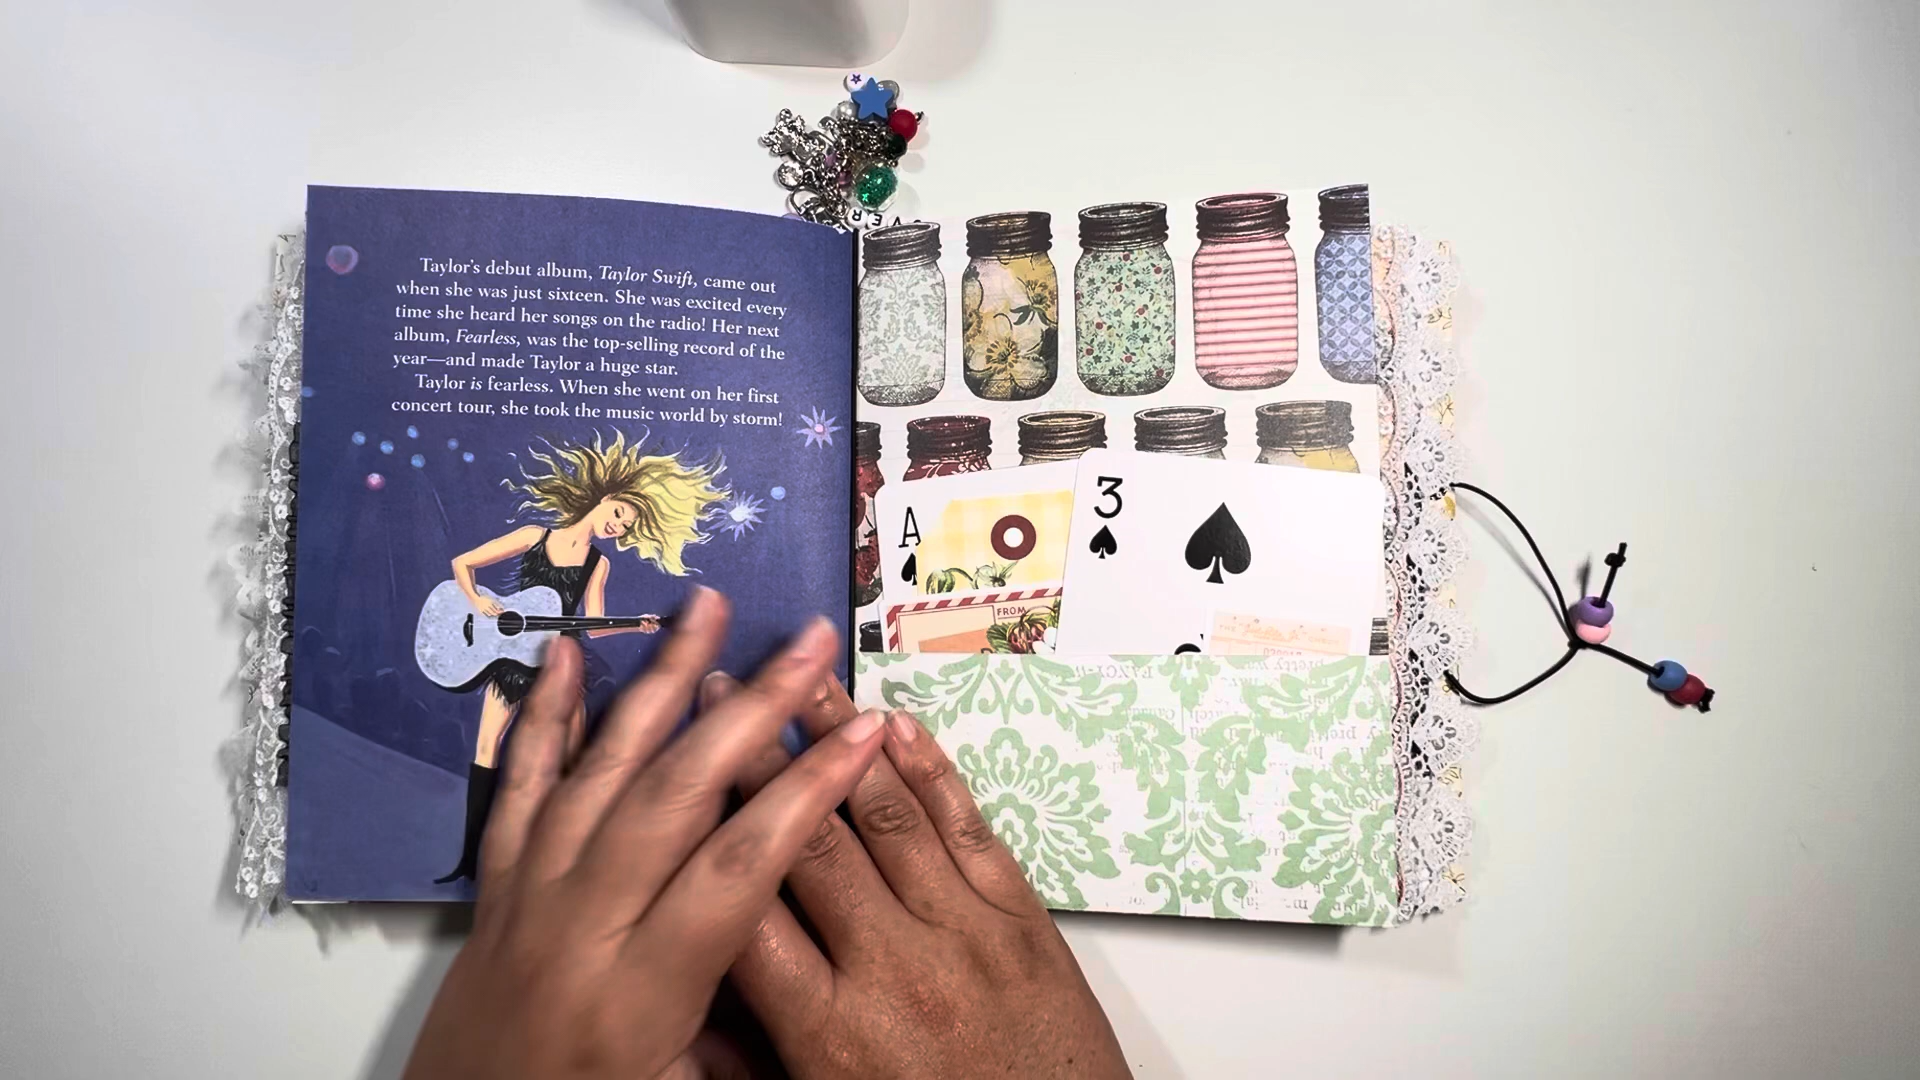 Taylor's debut album, Taylor Swift, came out
when she was just sixteen. She was excited every
time she heard her songs on the radio! Her next
album, Fearless, was the top-selling record of the
year—and made Taylor a huge star.
Taylor is fearless. When she went on her first
concert tour, she took the music world by storm!
VER
A
3
FROM
THE